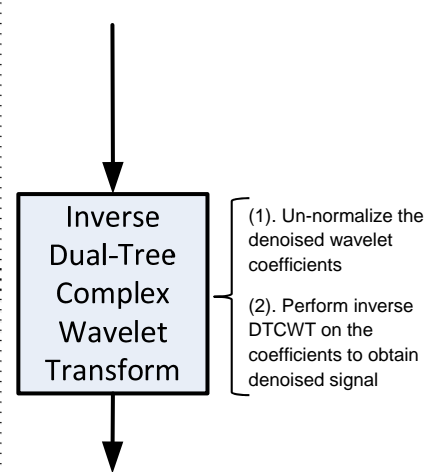 Inverse
Dual-Tree
Complex
Wavelet
Transform
(1). Un-normalize the
denoised wavelet
coefficients
(2). Perform inverse
DTCWT on the
coefficients to obtain
denoised signal